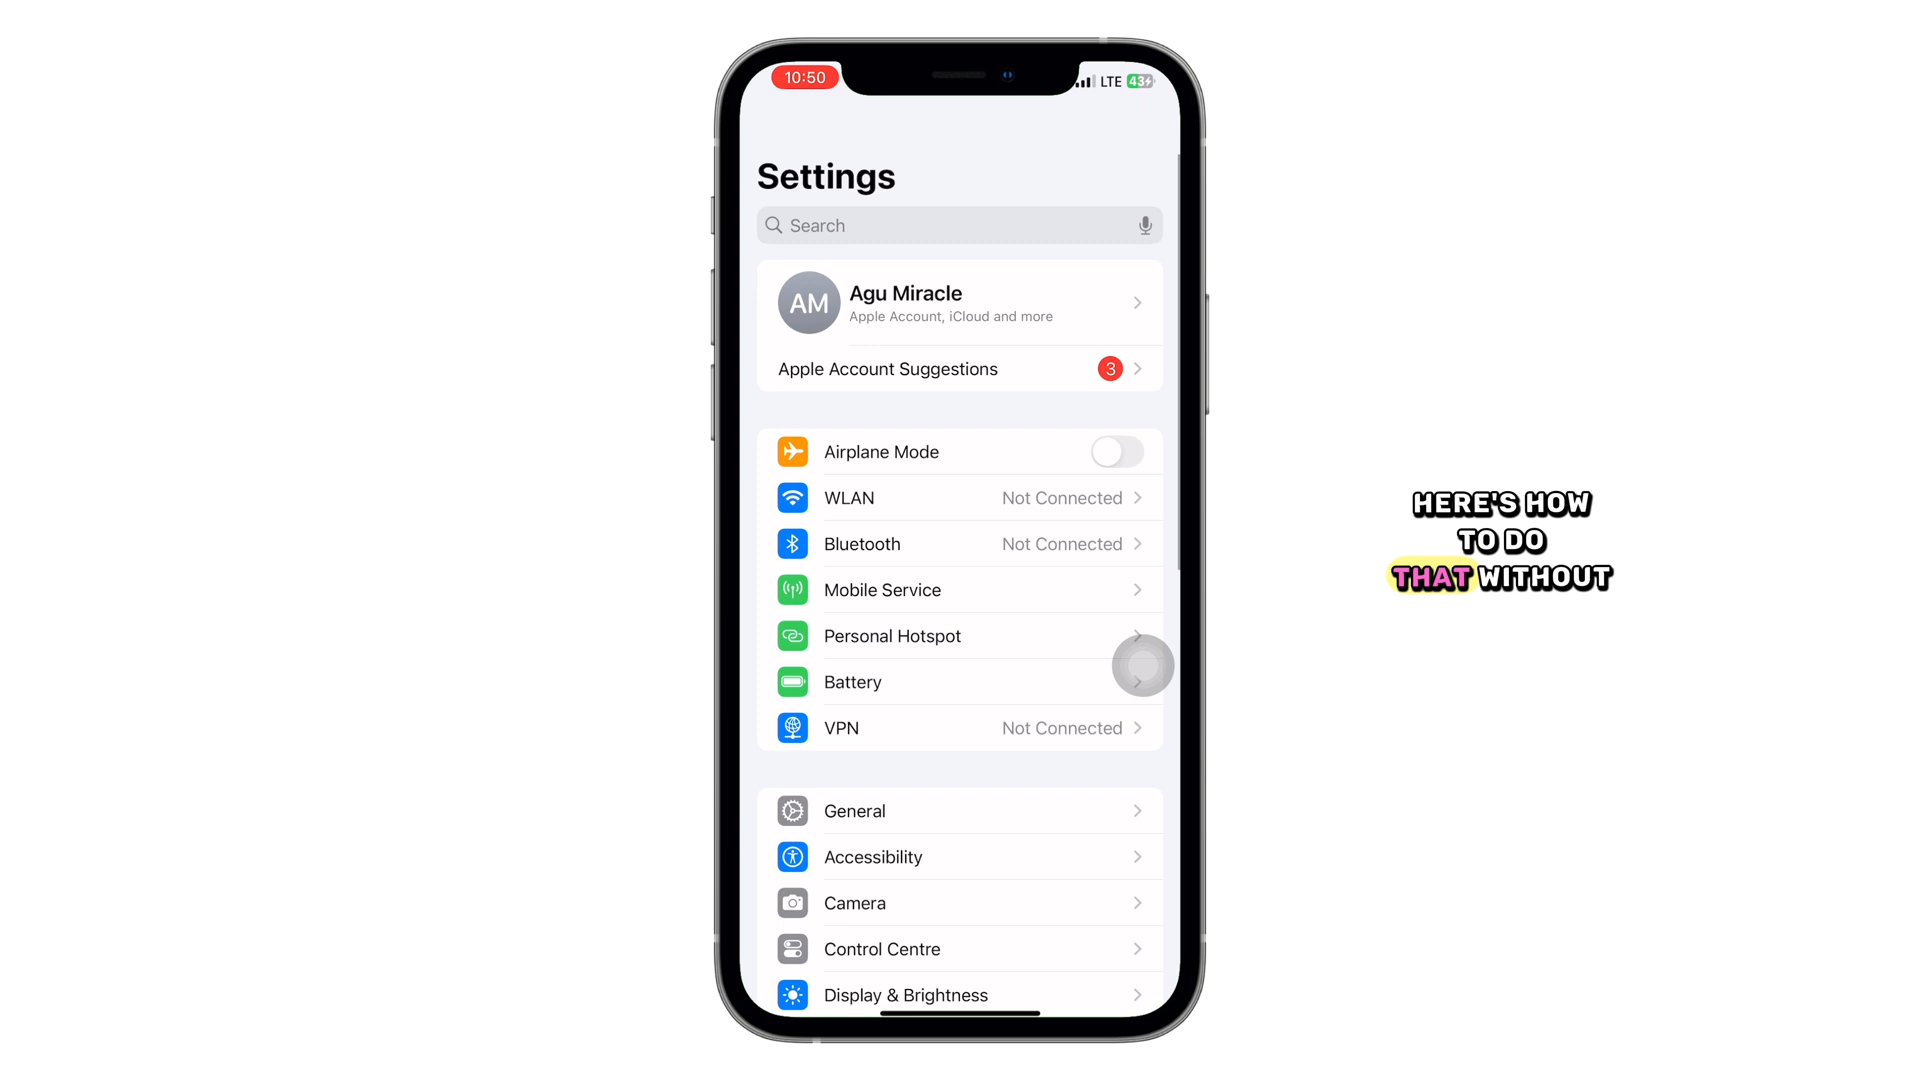 10:50
LTE 43
Settings
Search
AM
Agu Miracle
Apple Account, iCloud and more
Apple Account Suggestions 3
Airplane Mode
WLAN Not Connected
Bluetooth Not Connected
Mobile Service
Personal Hotspot
Battery
VPN Not Connected
General
Accessibility
Camera
Control Centre
Display & Brightness
HERE'S HOW
TO DO
THAT WITHOUT